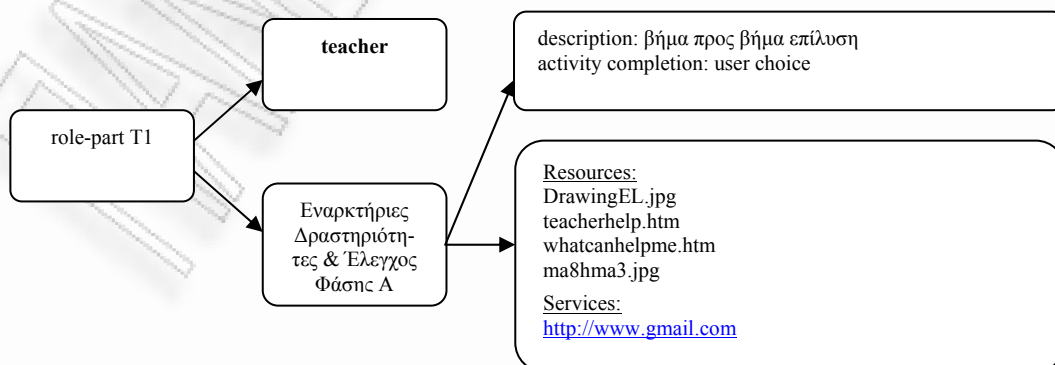 teacher
description: βήμα προς βήμα επίλυση
activity completion: user choice
role-part T1
Εναρκτήριες
Δραστηριότη-
τες & Έλεγχος
Φάσης Α
Resources:
DrawingEL.jpg
teacherhelp.htm
whatcanhelpme.htm
ma8hma3.jpg
Services:
http://www.gmail.com